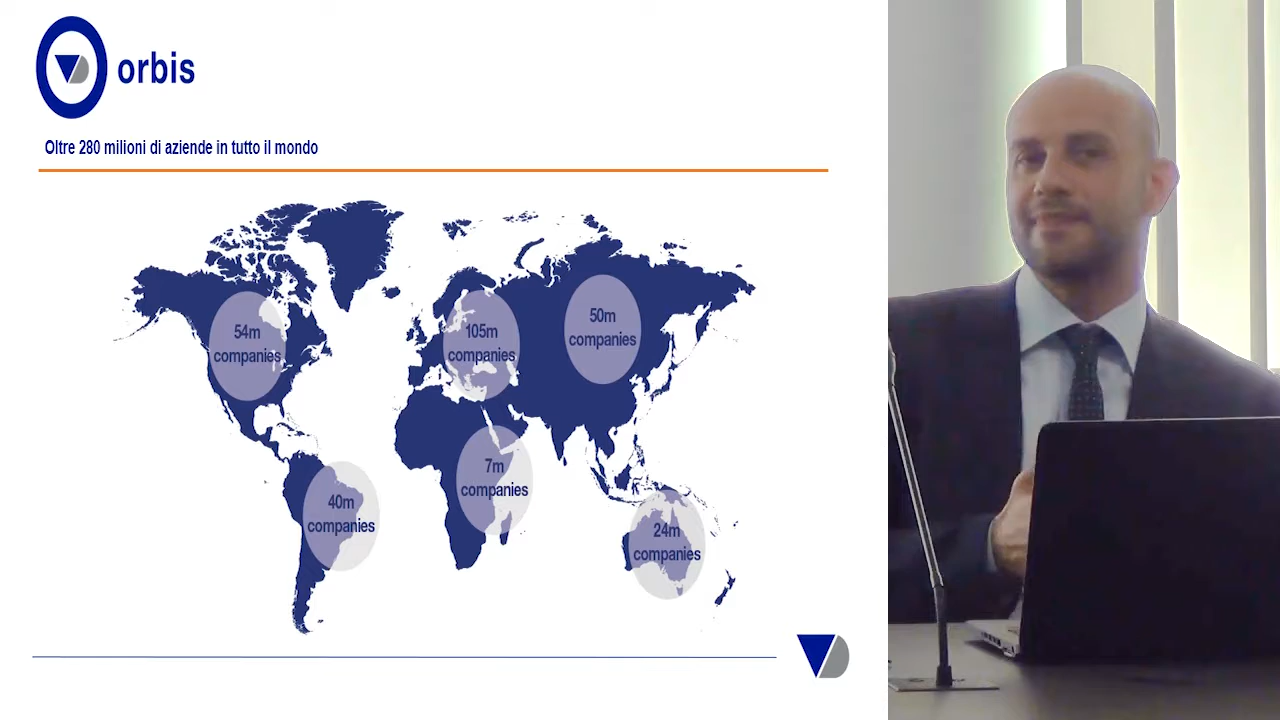 orbis
Oltre 280 milioni di aziende in tutto il mondo
54m
companies
105m
companies
50m
companies
7m
companies
40m
companies
24m
companies